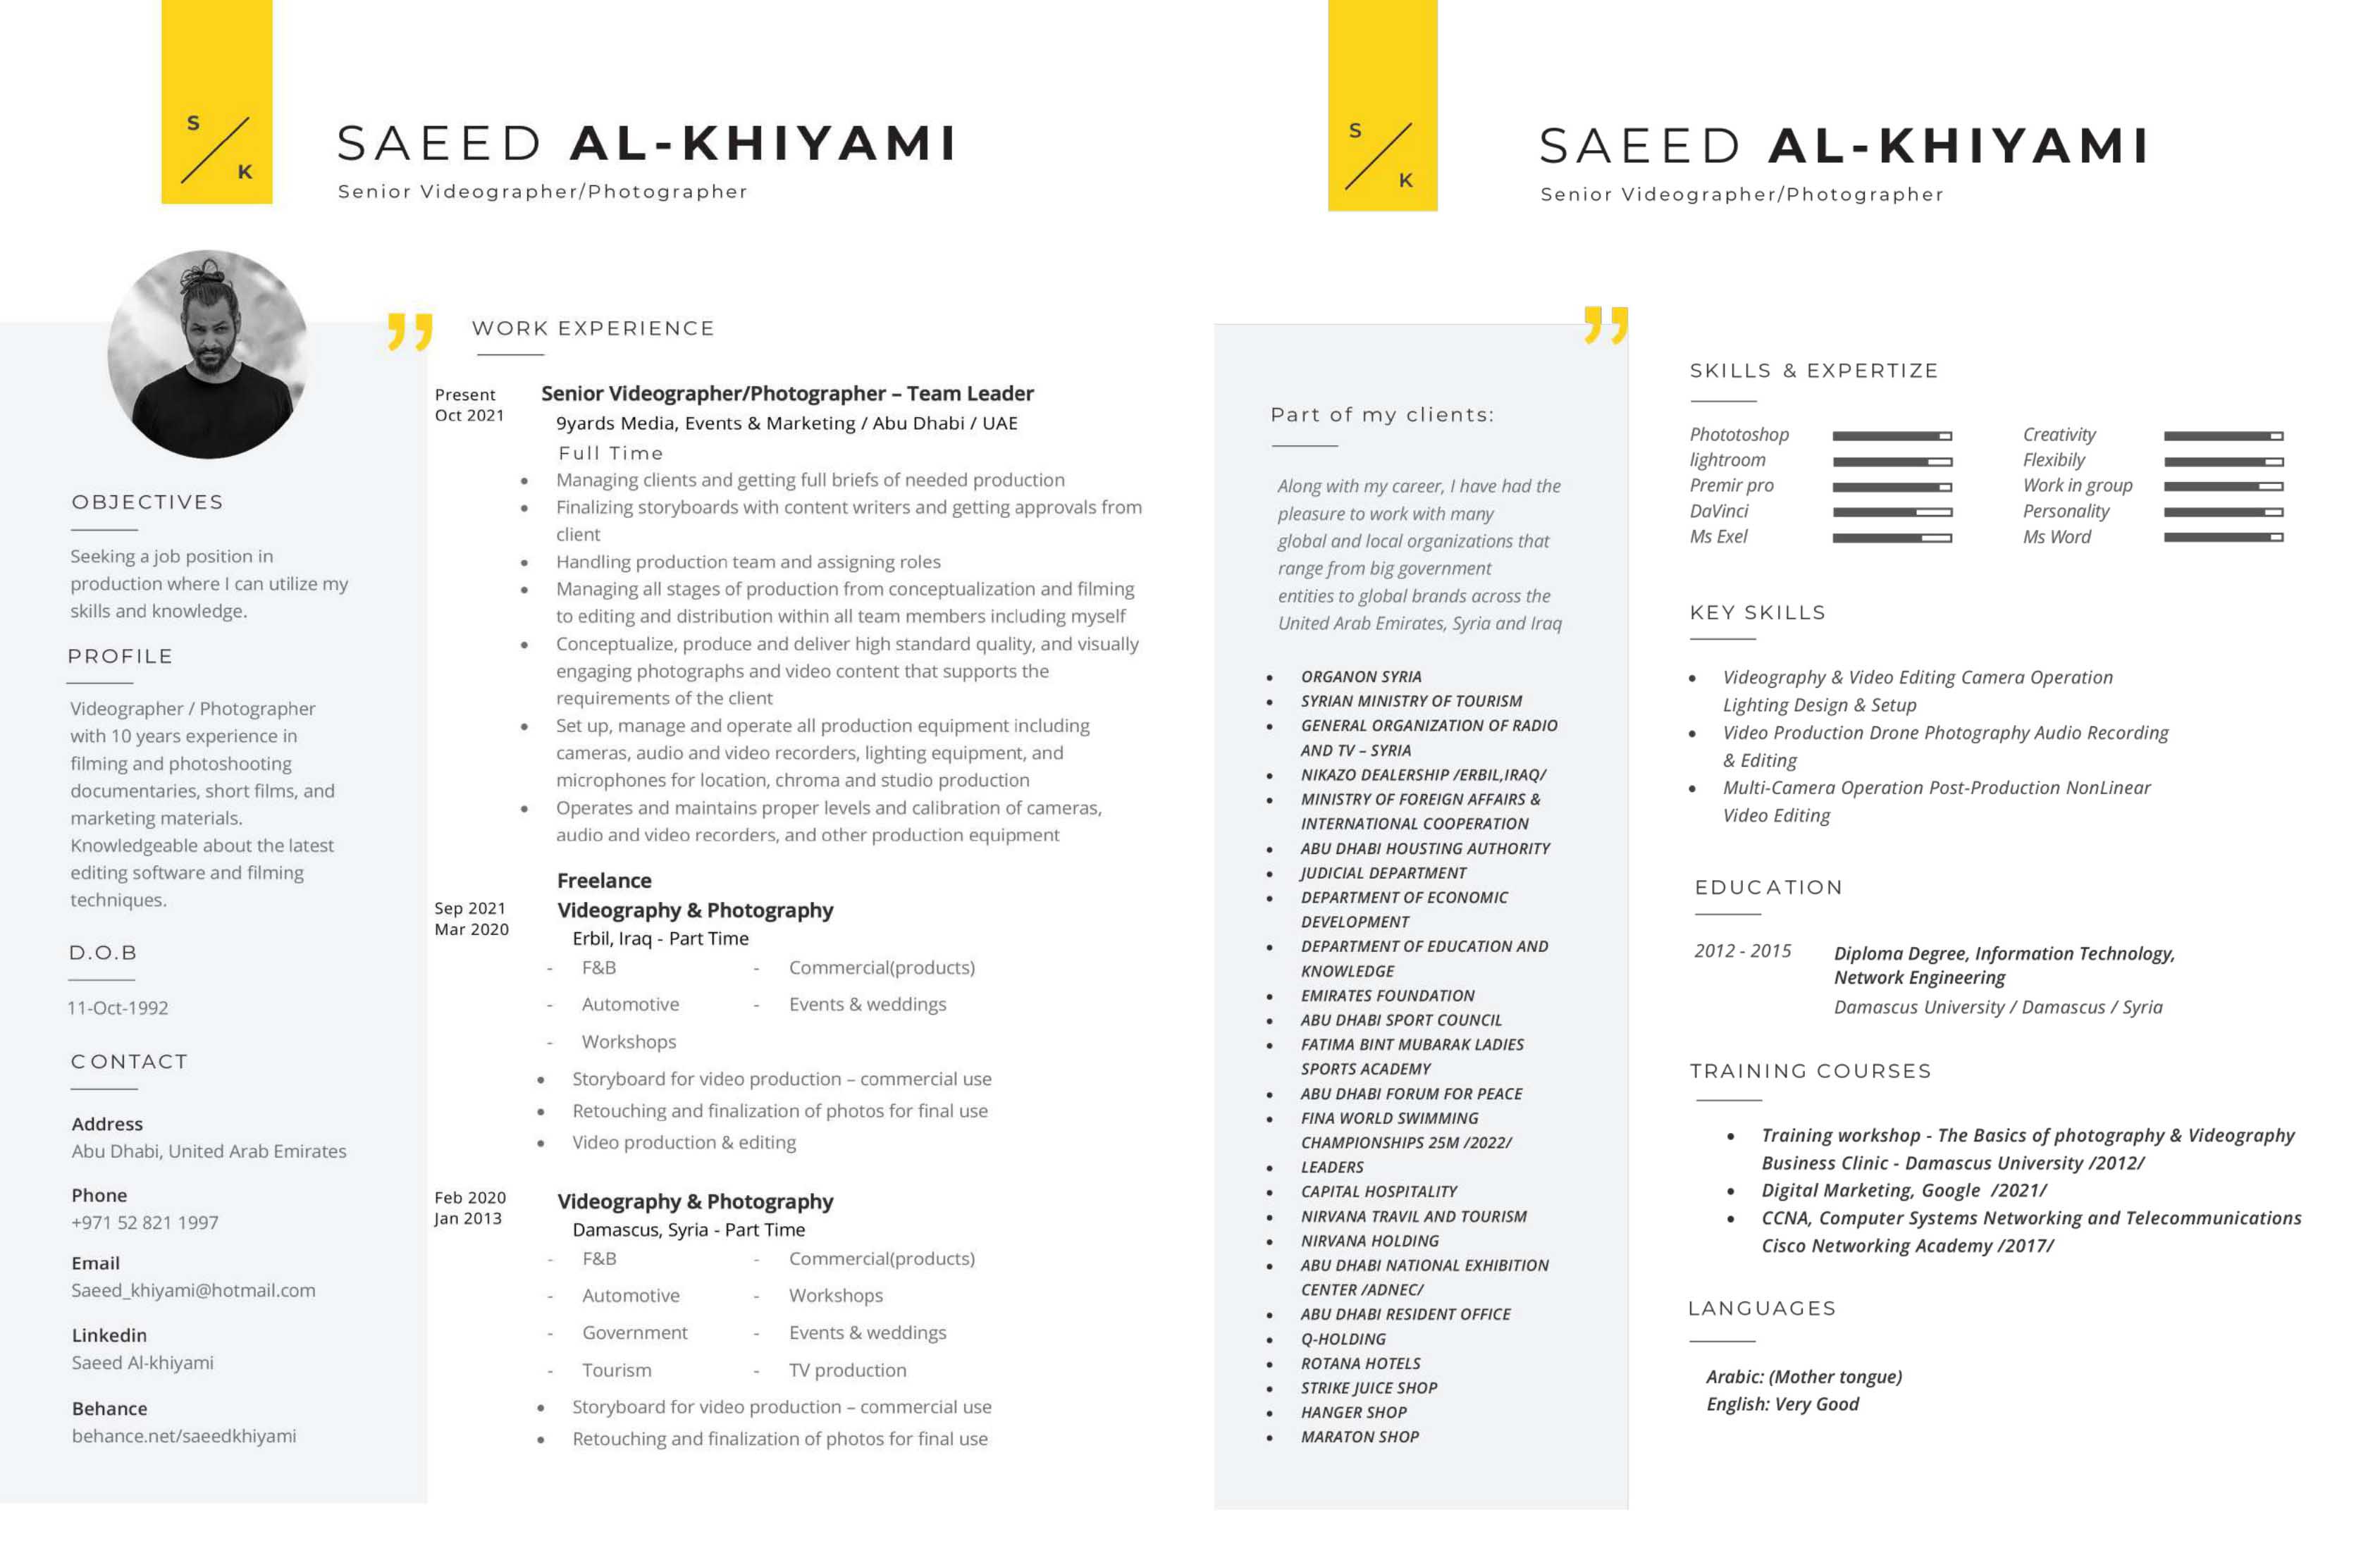 S
K
SAEED AL-KHIYAMI
Senior Videographer/Photographer
OBJECTIVES
Seeking a job position in
production where I can utilize my
skills and knowledge.
PROFILE
Videographer / Photographer
with 10 years experience in
filming and photoshooting
documentaries, short films, and
marketing materials.
Knowledgeable about the latest
editing software and filming
techniques.
D.O.B
11-Oct-1992
CONTACT
Address
Abu Dhabi, United Arab Emirates
Phone
+971 52 821 1997
Email
Saeed_khiyami@hotmail.com
Linkedin
Saeed Al-khiyami
Behance
behance.net/saeedkhiyami
WORK EXPERIENCE
Present
Oct 2021
Senior Videographer/Photographer – Team Leader
9yards Media, Events & Marketing / Abu Dhabi / UAE
Full Time
• Managing clients and getting full briefs of needed production
• Finalizing storyboards with content writers and getting approvals from
client
• Handling production team and assigning roles
• Managing all stages of production from conceptualization and filming
to editing and distribution within all team members including myself
• Conceptualize, produce and deliver high standard quality, and visually
engaging photographs and video content that supports the
requirements of the client
• Set up, manage and operate all production equipment including
cameras, audio and video recorders, lighting equipment, and
microphones for location, chroma and studio production
• Operates and maintains proper levels and calibration of cameras,
audio and video recorders, and other production equipment
Freelance
Sep 2021
Mar 2020
Videography & Photography
Erbil, Iraq - Part Time
- F&B - Commercial(products)
- Automotive - Events & weddings
- Workshops
• Storyboard for video production – commercial use
• Retouching and finalization of photos for final use
• Video production & editing
Feb 2020
Jan 2013
Videography & Photography
Damascus, Syria - Part Time
- F&B - Commercial(products)
- Automotive - Workshops
- Government - Events & weddings
- Tourism - TV production
• Storyboard for video production – commercial use
• Retouching and finalization of photos for final use
S
K
SAEED AL-KHIYAMI
Senior Videographer/Photographer
Part of my clients:
Along with my career, I have had the
pleasure to work with many
global and local organizations that
range from big government
entities to global brands across the
United Arab Emirates, Syria and Iraq
• ORGANON SYRIA
• SYRIAN MINISTRY OF TOURISM
• GENERAL ORGANIZATION OF RADIO
AND TV – SYRIA
• NIKAZO DEALERSHIP /ERBIL,IRAQ/
• MINISTRY OF FOREIGN AFFAIRS &
INTERNATIONAL COOPERATION
• ABU DHABI HOUSTING AUTHORITY
• JUDICIAL DEPARTMENT
• DEPARTMENT OF ECONOMIC
DEVELOPMENT
• DEPARTMENT OF EDUCATION AND
KNOWLEDGE
• EMIRATES FOUNDATION
• ABU DHABI SPORT COUNCIL
• FATIMA BINT MUBARAK LADIES
SPORTS ACADEMY
• ABU DHABI FORUM FOR PEACE
• FINA WORLD SWIMMING
CHAMPIONSHIPS 25M /2022/
• LEADERS
• CAPITAL HOSPITALITY
• NIRVANA TRAVIL AND TOURISM
• NIRVANA HOLDING
• ABU DHABI NATIONAL EXHIBITION
CENTER /ADNEC/
• ABU DHABI RESIDENT OFFICE
• Q-HOLDING
• ROTANA HOTELS
• STRIKE JUICE SHOP
• HANGER SHOP
• MARATON SHOP
SKILLS & EXPERTIZE
Phototoshop Creativity
lightroom Flexibily
Premir pro Work in group
DaVinci Personality
Ms Exel Ms Word
KEY SKILLS
• Videography & Video Editing Camera Operation
Lighting Design & Setup
• Video Production Drone Photography Audio Recording
& Editing
• Multi-Camera Operation Post-Production NonLinear
Video Editing
EDUCATION
2012 - 2015 Diploma Degree, Information Technology,
Network Engineering
Damascus University / Damascus / Syria
TRAINING COURSES
• Training workshop - The Basics of photography & Videography
Business Clinic - Damascus University /2012/
• Digital Marketing, Google /2021/
• CCNA, Computer Systems Networking and Telecommunications
Cisco Networking Academy /2017/
LANGUAGES
Arabic: (Mother tongue)
English: Very Good